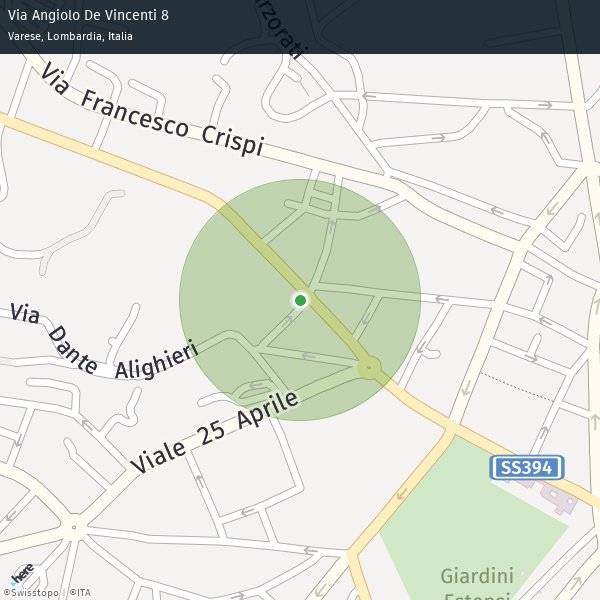 Via Angiolo De Vincenti 8
Varese, Lombardia, Italia
Via Francesco Crispi
Via Dante Alighieri
Viale 25 Aprile
SS394
Giardini
Estensi
here
©Swisstopo | ©ITA